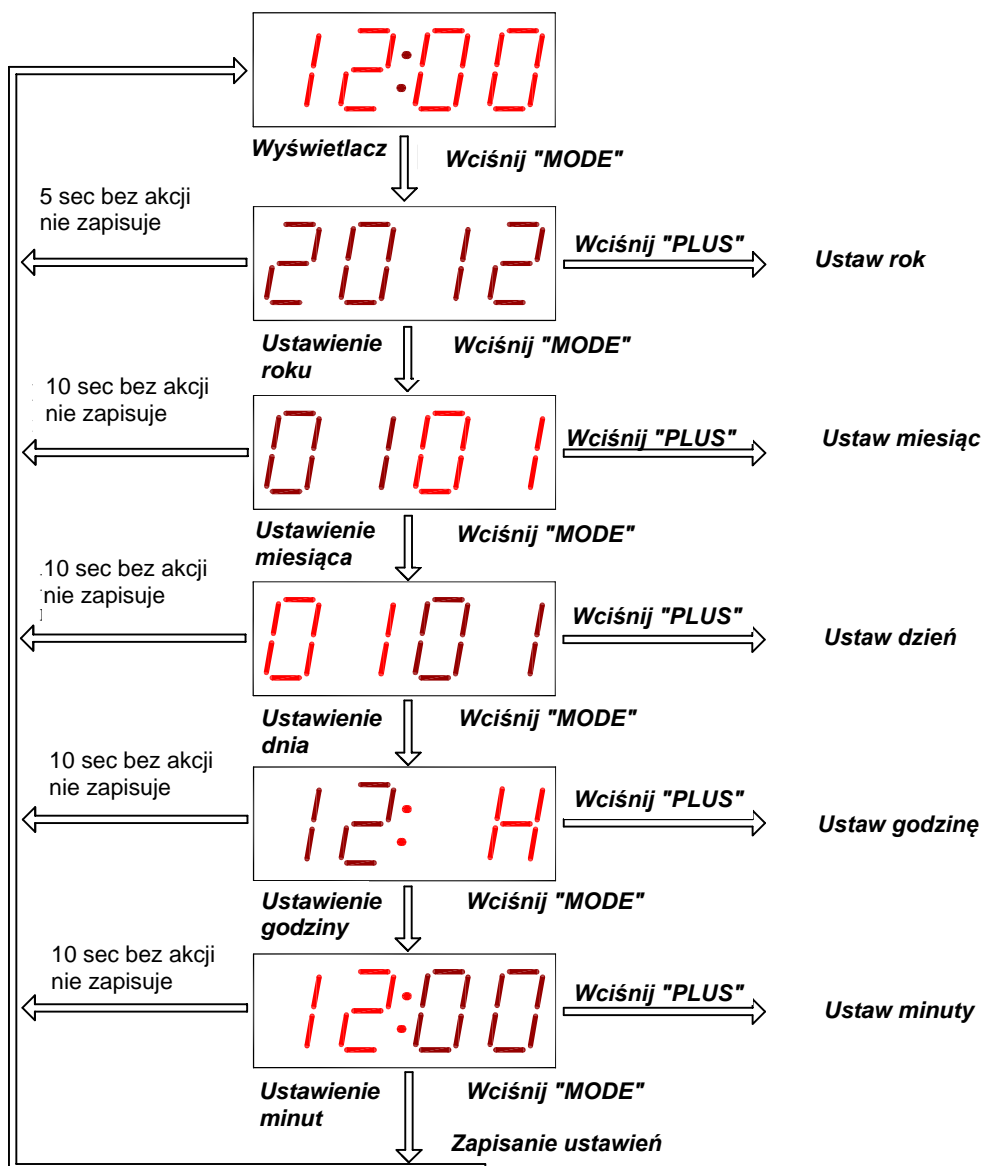 12:00
Wyświetlacz
Wciśnij "MODE"
5 sec bez akcji
nie zapisuje
2012
Wciśnij "PLUS"
Ustaw rok
Ustawienie
roku
Wciśnij "MODE"
10 sec bez akcji
nie zapisuje
0101
Wciśnij "PLUS"
Ustaw miesiąc
Ustawienie
miesiąca
Wciśnij "MODE"
10 sec bez akcji
nie zapisuje
0101
Wciśnij "PLUS"
Ustaw dzień
Ustawienie
dnia
Wciśnij "MODE"
10 sec bez akcji
nie zapisuje
12: H
Wciśnij "PLUS"
Ustaw godzinę
Ustawienie
godziny
Wciśnij "MODE"
10 sec bez akcji
nie zapisuje
12:00
Wciśnij "PLUS"
Ustaw minuty
Ustawienie
minut
Wciśnij "MODE"
Zapisanie ustawień